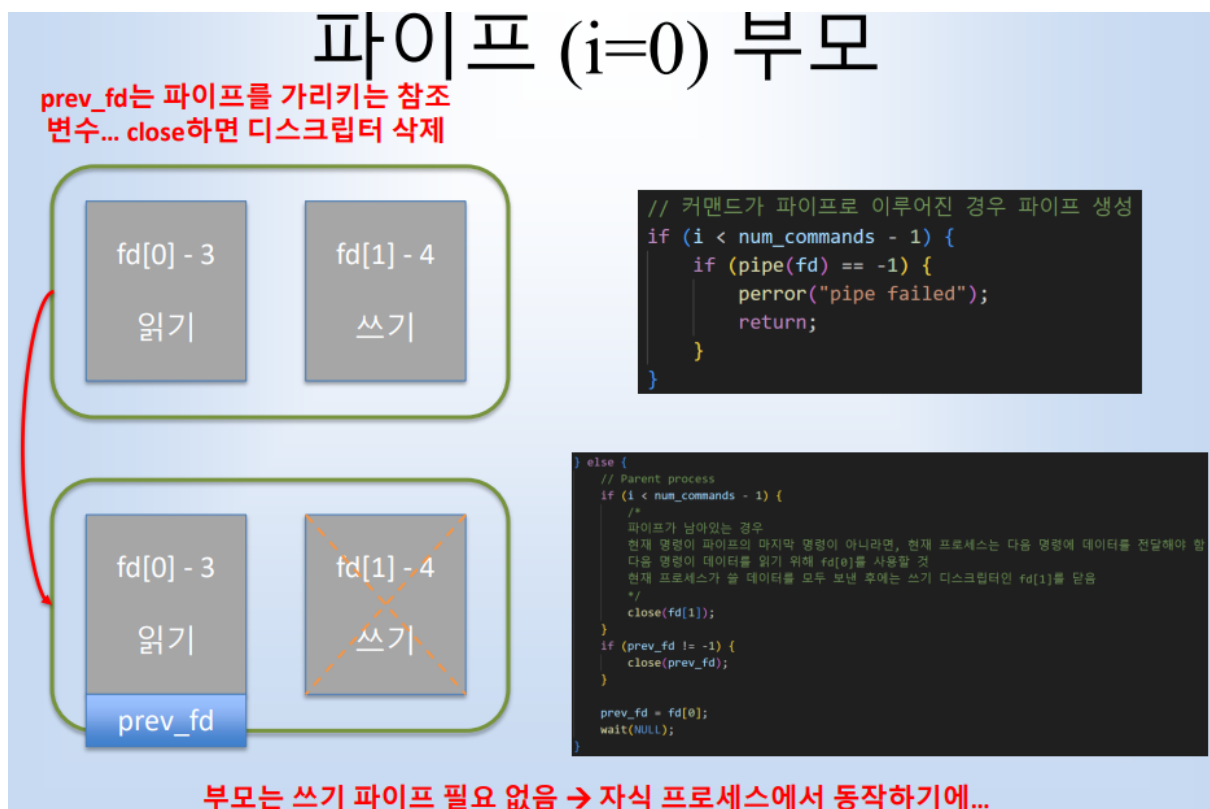 파이프 (i=0) 부모
prev_fd는 파이프를 가리키는 참조
변수... close하면 디스크립터 삭제
fd[0] - 3
읽기
fd[1] - 4
쓰기
// 커맨드가 파이프로 이루어진 경우 파이프 생성
if (i < num_commands - 1) {
if (pipe(fd) == -1) {
perror("pipe failed");
return;
}
}
fd[0] - 3
읽기
prev_fd
fd[1] - 4
쓰기
} else {
// Parent process
if (i < num_commands - 1) {
/*
파이프가 남아있는 경우
현재 명령이 파이프의 마지막 명령이 아니라면, 현재 프로세스는 다음 명령에 데이터를 전달해야 함
다음 명령이 데이터를 읽기 위해 fd[0]를 사용할 것
현재 프로세스가 쓸 데이터를 모두 보낸 후에는 쓰기 디스크립터인 fd[1]를 닫음
*/
close(fd[1]);
}
if (prev_fd != -1) {
close(prev_fd);
}
prev_fd = fd[0];
wait(NULL);
}
부모는 쓰기 파이프 필요 없음 → 자식 프로세스에서 동작하기에...